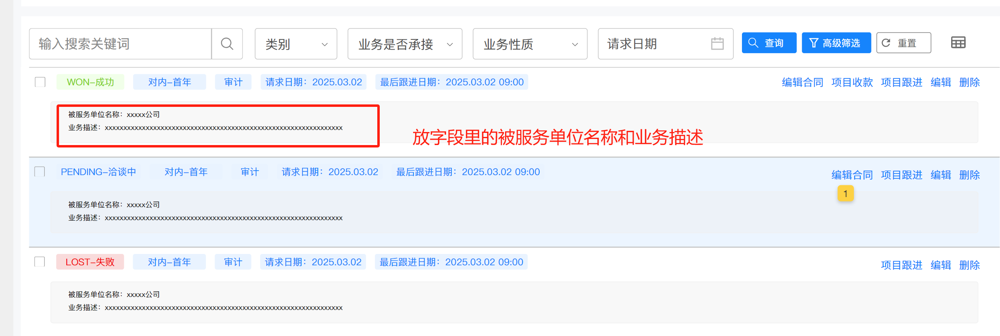 输入搜索关键词 类别 业务是否承接 业务性质 请求日期 查询 高级筛选 重置
WON-成功 对内-首年 审计 请求日期：2025.03.02 最后跟进日期：2025.03.02 09:00 编辑合同 项目收款 项目跟进 编辑 删除
被服务单位名称：xxxxx公司
业务描述：xxxxxxxxxxxxxxxxxxxxxxxxxxxxxxxxxxxxxxxxxxxxxxxxxxxxxxxxxxxxxxxxx
放字段里的被服务单位名称和业务描述
PENDING-洽谈中 对内-首年 审计 请求日期：2025.03.02 最后跟进日期：2025.03.02 09:00 编辑合同 项目跟进 编辑 删除
1
被服务单位名称：xxxxx公司
业务描述：xxxxxxxxxxxxxxxxxxxxxxxxxxxxxxxxxxxxxxxxxxxxxxxxxxxxxxxxxxxxxxxxx
LOST-失败 对内-首年 审计 请求日期：2025.03.02 最后跟进日期：2025.03.02 09:00 项目跟进 编辑 删除
被服务单位名称：xxxxx公司
业务描述：xxxxxxxxxxxxxxxxxxxxxxxxxxxxxxxxxxxxxxxxxxxxxxxxxxxxxxxxxxxxxxxxx